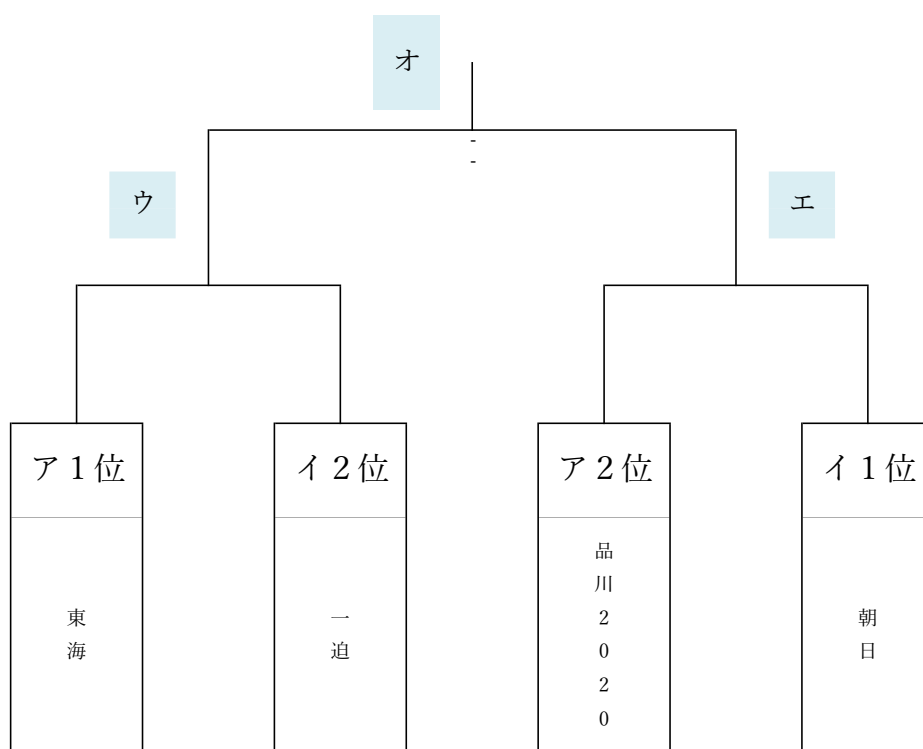 オ
-
-
ウ
エ
ア1位
イ2位
ア2位
イ1位
東海
一迫
品川2020
朝日